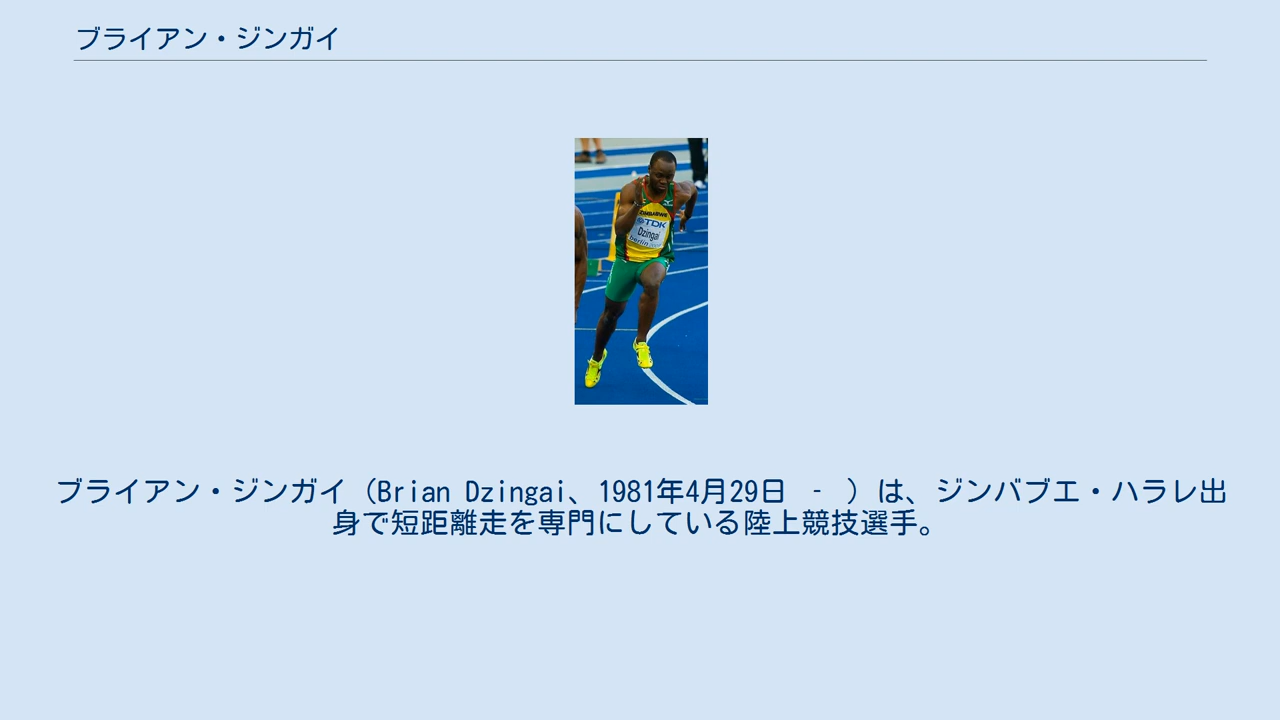 ブライアン・ジンガイ
ZIMBABWE
TDK
Dzingai
berlin
ブライアン・ジンガイ（Brian Dzingai、1981年4月29日 - ）は、ジンバブエ・ハラレ出
身で短距離走を専門にしている陸上競技選手。